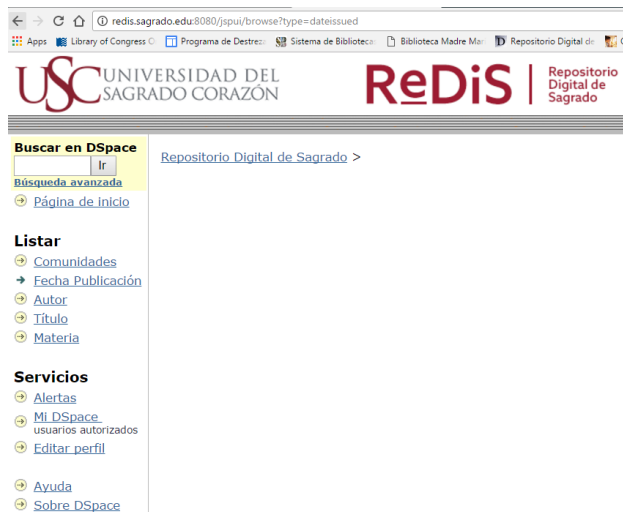 redis.sagrado.edu:8080/jspui/browse?type=dateissued
Apps Library of Congress Programa de Destrez Sistema de Biblioteca Biblioteca Madre Mar Repositorio Digital de
USC UNIVERSIDAD DEL
SAGRADO CORAZÓN
ReDiS
Repositorio
Digital de
Sagrado
Buscar en DSpace
Ir
Búsqueda avanzada
Página de inicio
Repositorio Digital de Sagrado >
Listar
Comunidades
Fecha Publicación
Autor
Título
Materia
Servicios
Alertas
Mi DSpace
usuarios autorizados
Editar perfil
Ayuda
Sobre DSpace